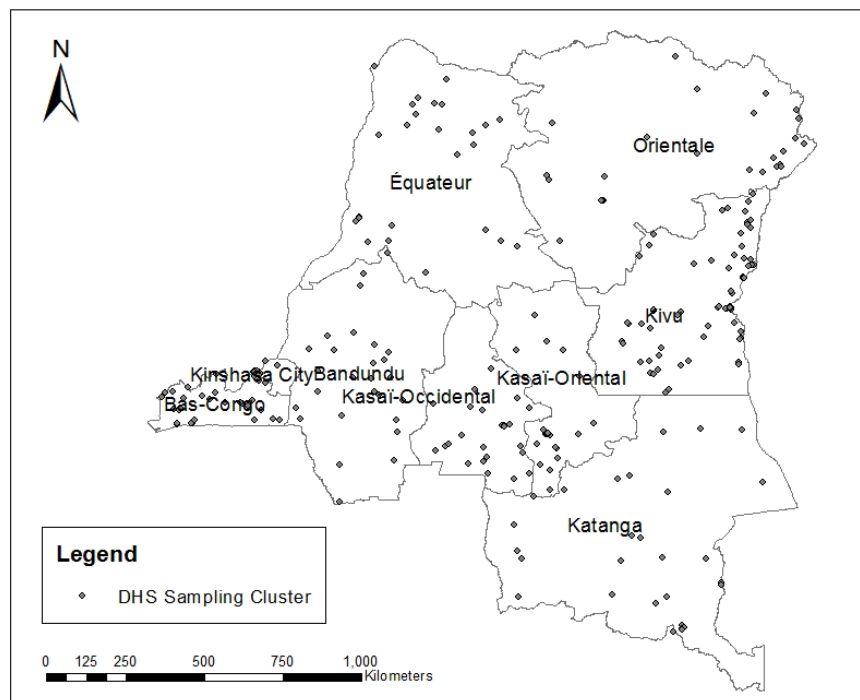 N
Orientale
Équateur
Kivu
Kinshasa City
Bandundu
Kasaï-Oriental
Kasaï-Occidental
Bas-Congo
Katanga
Legend
DHS Sampling Cluster
0 125 250 500 750 1,000
Kilometers